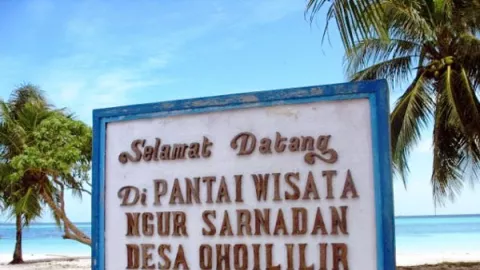 Selamat Datang
Di PANTAI WISATA
NGUR SARNADAN
DESA OHOILILIR